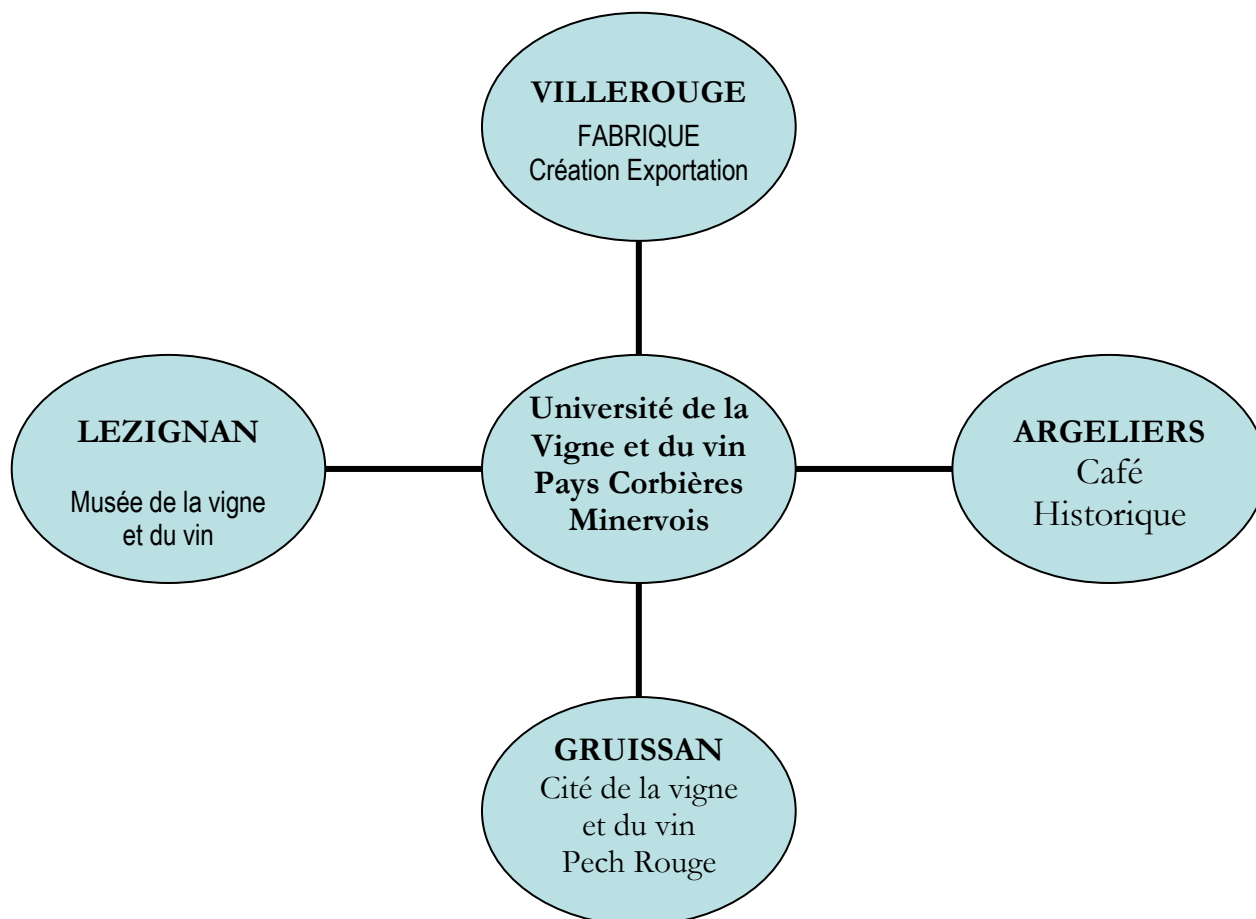 VILLEROUGE
FABRIQUE
Création Exportation
LEZIGNAN
Musée de la vigne
et du vin
Université de la
Vigne et du vin
Pays Corbières
Minervois
ARGELIERS
Café
Historique
GRUISSAN
Cité de la vigne
et du vin
Pech Rouge